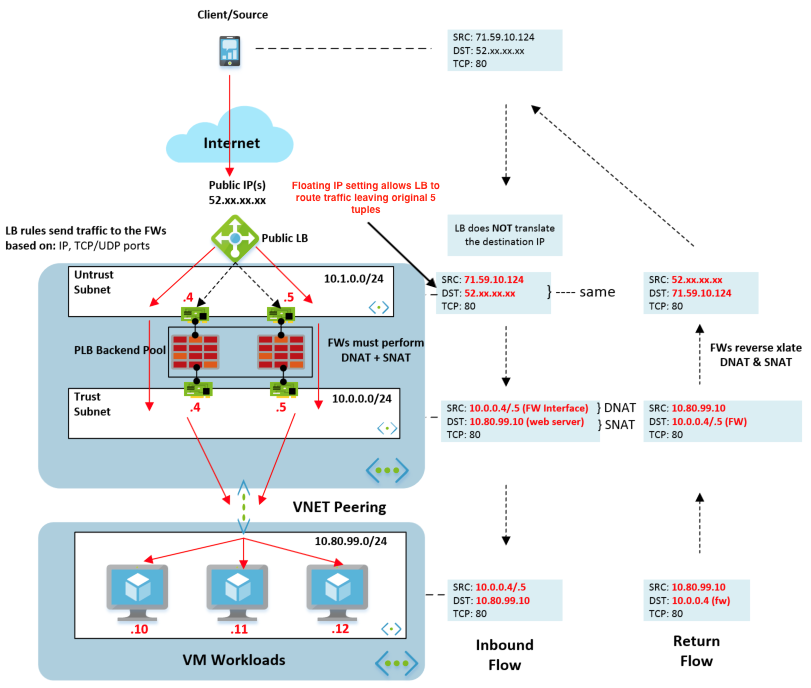 Client/Source
SRC: 71.59.10.124
DST: 52.xx.xx.xx
TCP: 80
Internet
Public IP(s)
52.xx.xx.xx
Floating IP setting allows LB to
route traffic leaving original 5
tuples
LB rules send traffic to the FWs
based on: IP, TCP/UDP ports
Public LB
LB does NOT translate
the destination IP
Untrust
Subnet
10.1.0.0/24
.4
.5
SRC: 71.59.10.124
DST: 52.xx.xx.xx
TCP: 80
} ---- same
SRC: 52.xx.xx.xx
DST: 71.59.10.124
TCP: 80
PLB Backend Pool
FWs must perform
DNAT + SNAT
FWs reverse xlate
DNAT & SNAT
Trust
Subnet
10.0.0.0/24
.4
.5
SRC: 10.0.0.4/.5 (FW Interface)
DST: 10.80.99.10 (web server)
TCP: 80
} DNAT
} SNAT
SRC: 10.80.99.10
DST: 10.0.0.4/.5 (FW)
TCP: 80
VNET Peering
10.80.99.0/24
.10
.11
.12
VM Workloads
SRC: 10.0.0.4/.5
DST: 10.80.99.10
TCP: 80
SRC: 10.80.99.10
DST: 10.0.0.4 (fw)
TCP: 80
Inbound
Flow
Return
Flow